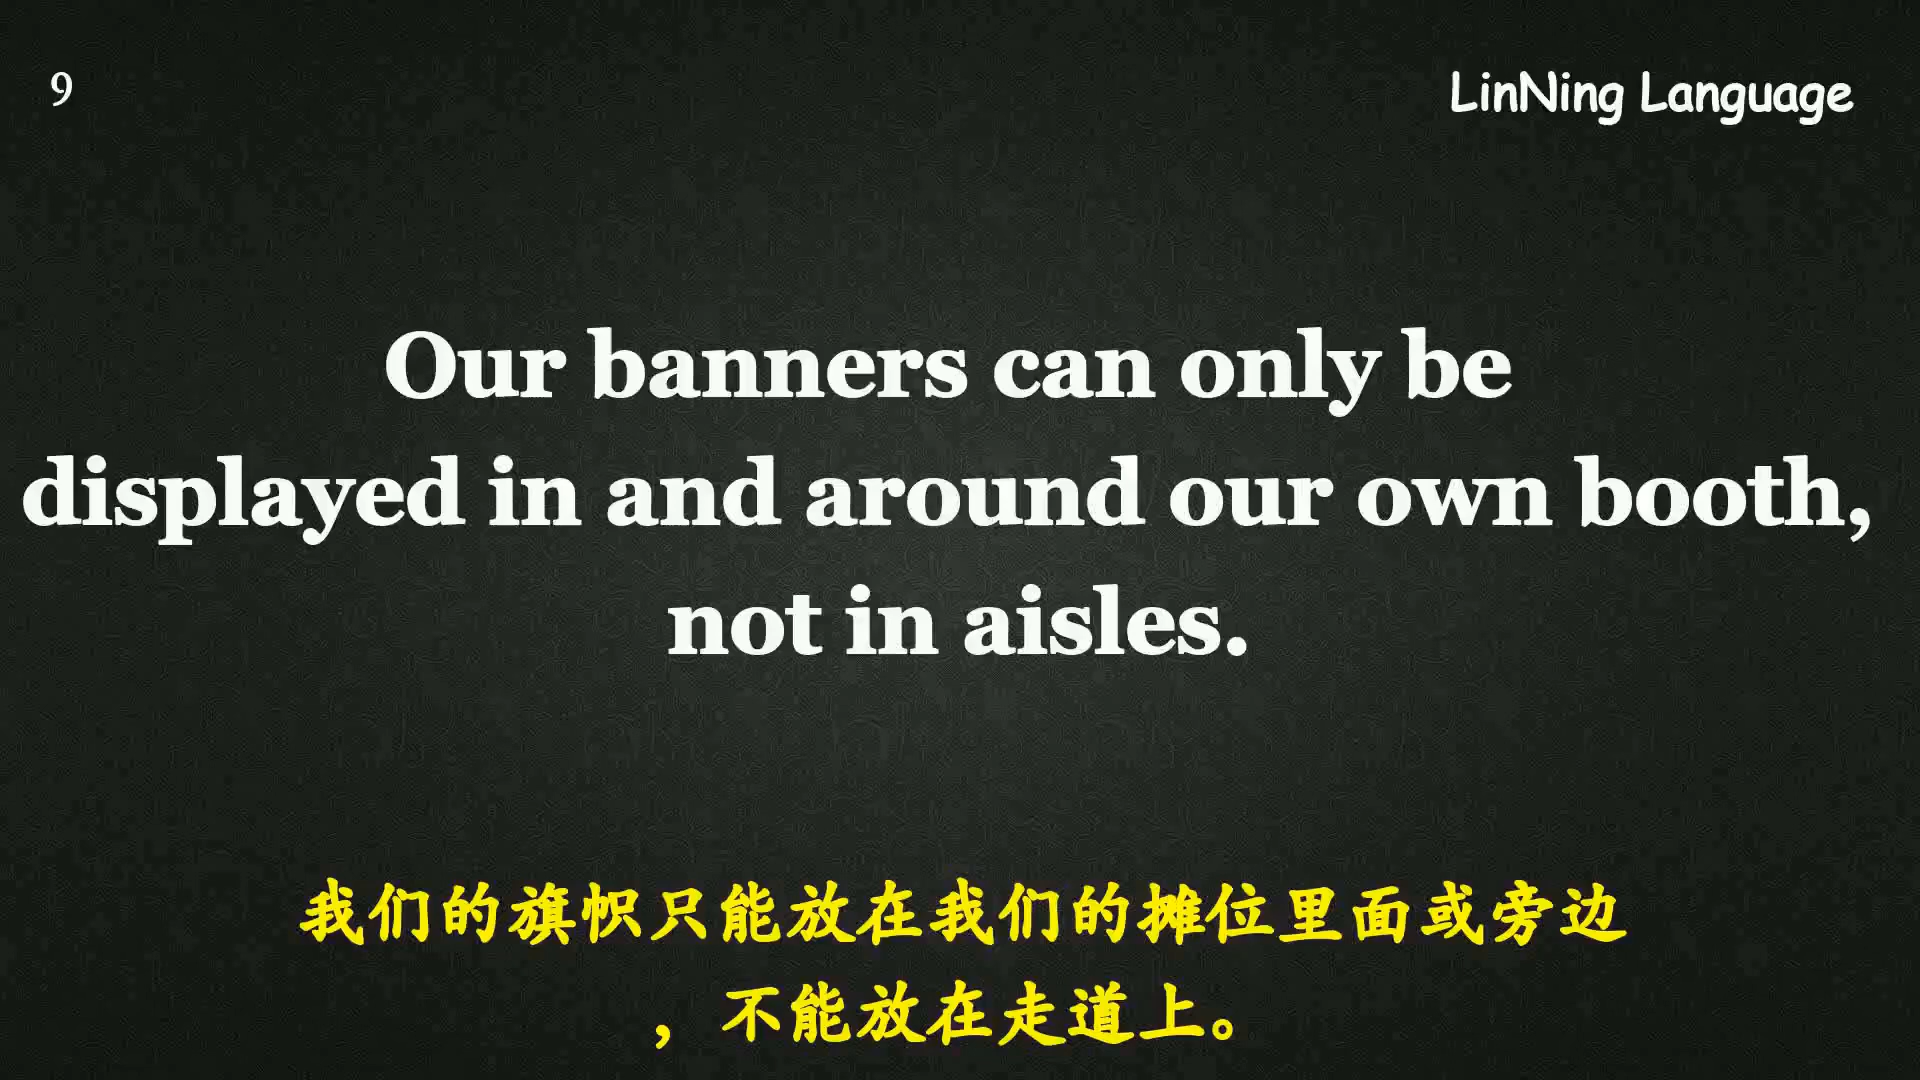 9
LinNing Language
Our banners can only be
displayed in and around our own booth,
not in aisles.
我们的旗帜只能放在我们的摊位里面或旁边
，不能放在走道上。